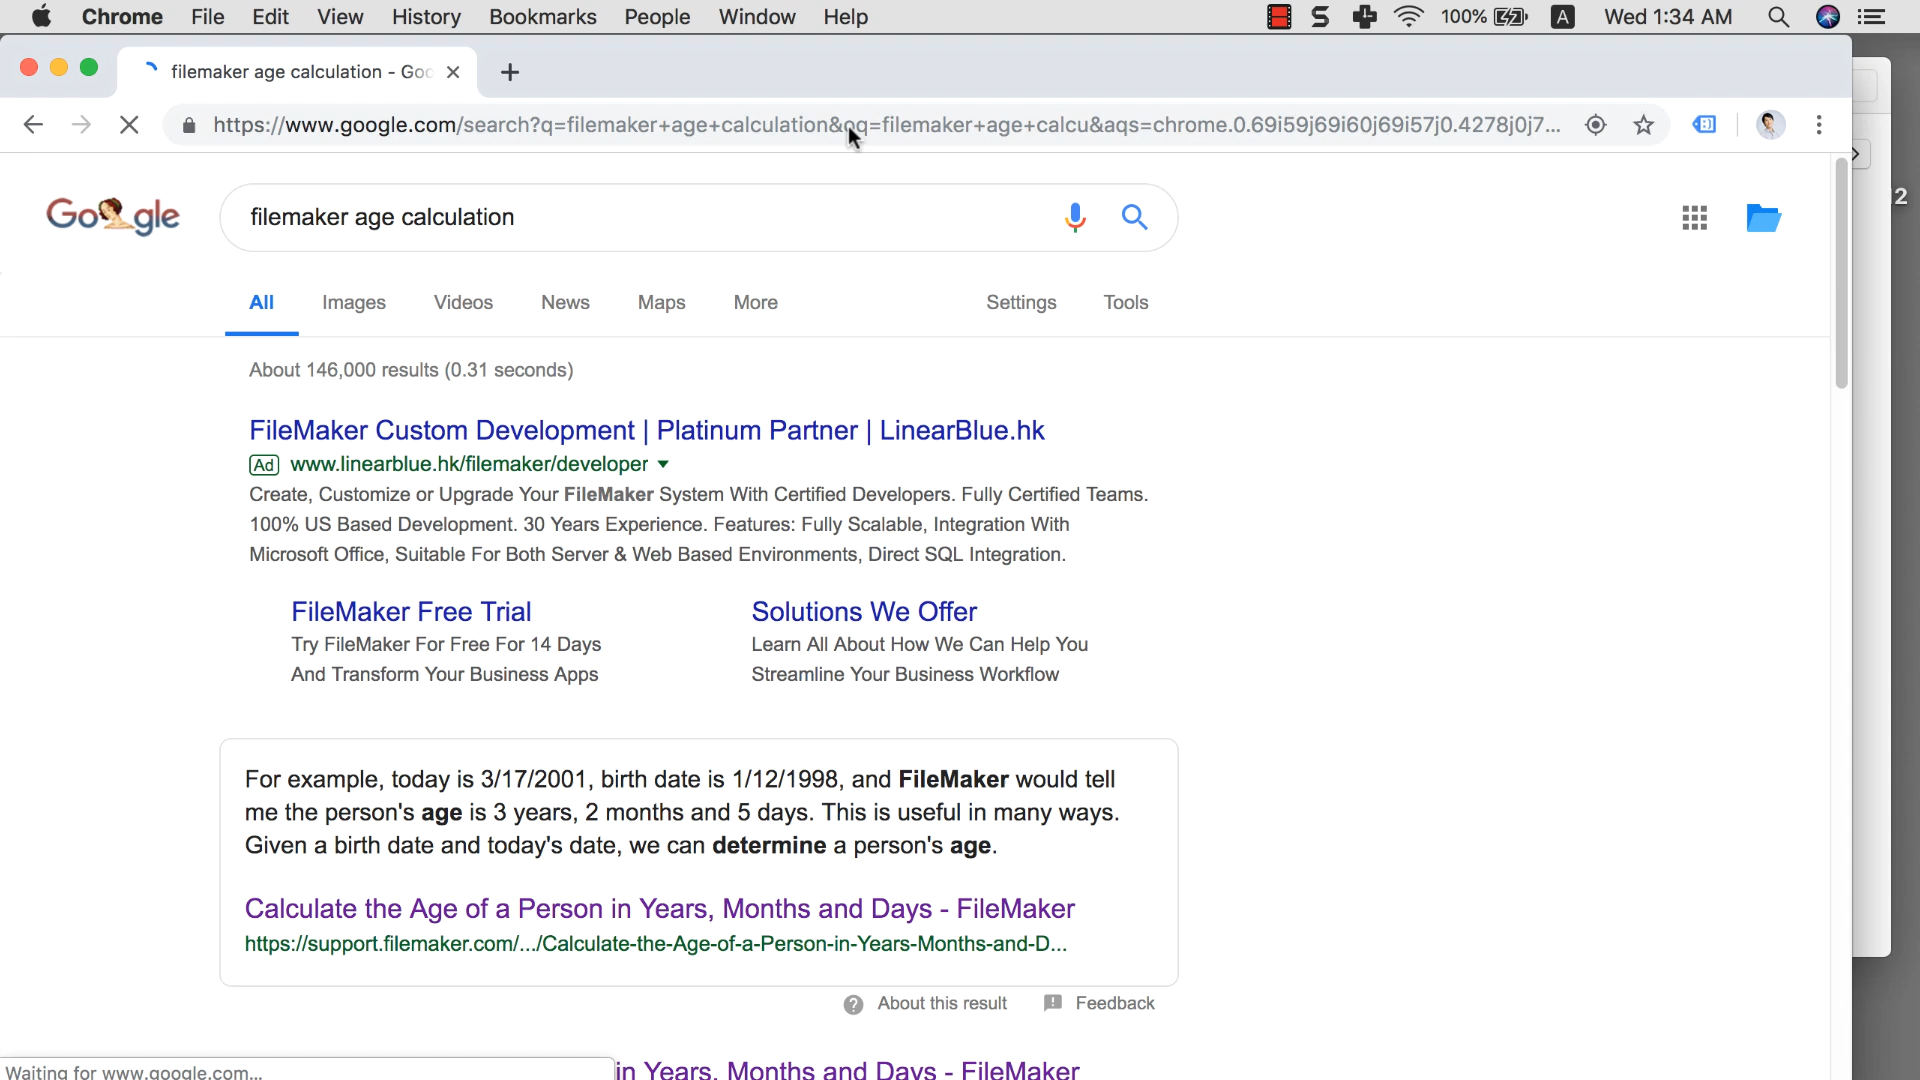 Chrome File Edit View History Bookmarks People Window Help 100% A Wed 1:34 AM
filemaker age calculation - Goo
https://www.google.com/search?q=filemaker+age+calculation&oq=filemaker+age+calcu&aqs=chrome.0.69i59j69i60j69i57j0.4278j0j7...
Google
filemaker age calculation
All Images Videos News Maps More Settings Tools
About 146,000 results (0.31 seconds)
FileMaker Custom Development | Platinum Partner | LinearBlue.hk
Ad www.linearblue.hk/filemaker/developer
Create, Customize or Upgrade Your FileMaker System With Certified Developers. Fully Certified Teams.
100% US Based Development. 30 Years Experience. Features: Fully Scalable, Integration With
Microsoft Office, Suitable For Both Server & Web Based Environments, Direct SQL Integration.
FileMaker Free Trial
Try FileMaker For Free For 14 Days
And Transform Your Business Apps
Solutions We Offer
Learn All About How We Can Help You
Streamline Your Business Workflow
For example, today is 3/17/2001, birth date is 1/12/1998, and FileMaker would tell
me the person's age is 3 years, 2 months and 5 days. This is useful in many ways.
Given a birth date and today's date, we can determine a person's age.
Calculate the Age of a Person in Years, Months and Days - FileMaker
https://support.filemaker.com/.../Calculate-the-Age-of-a-Person-in-Years-Months-and-D...
About this result Feedback
in Years, Months and Days - FileMaker
Waiting for www.google.com...